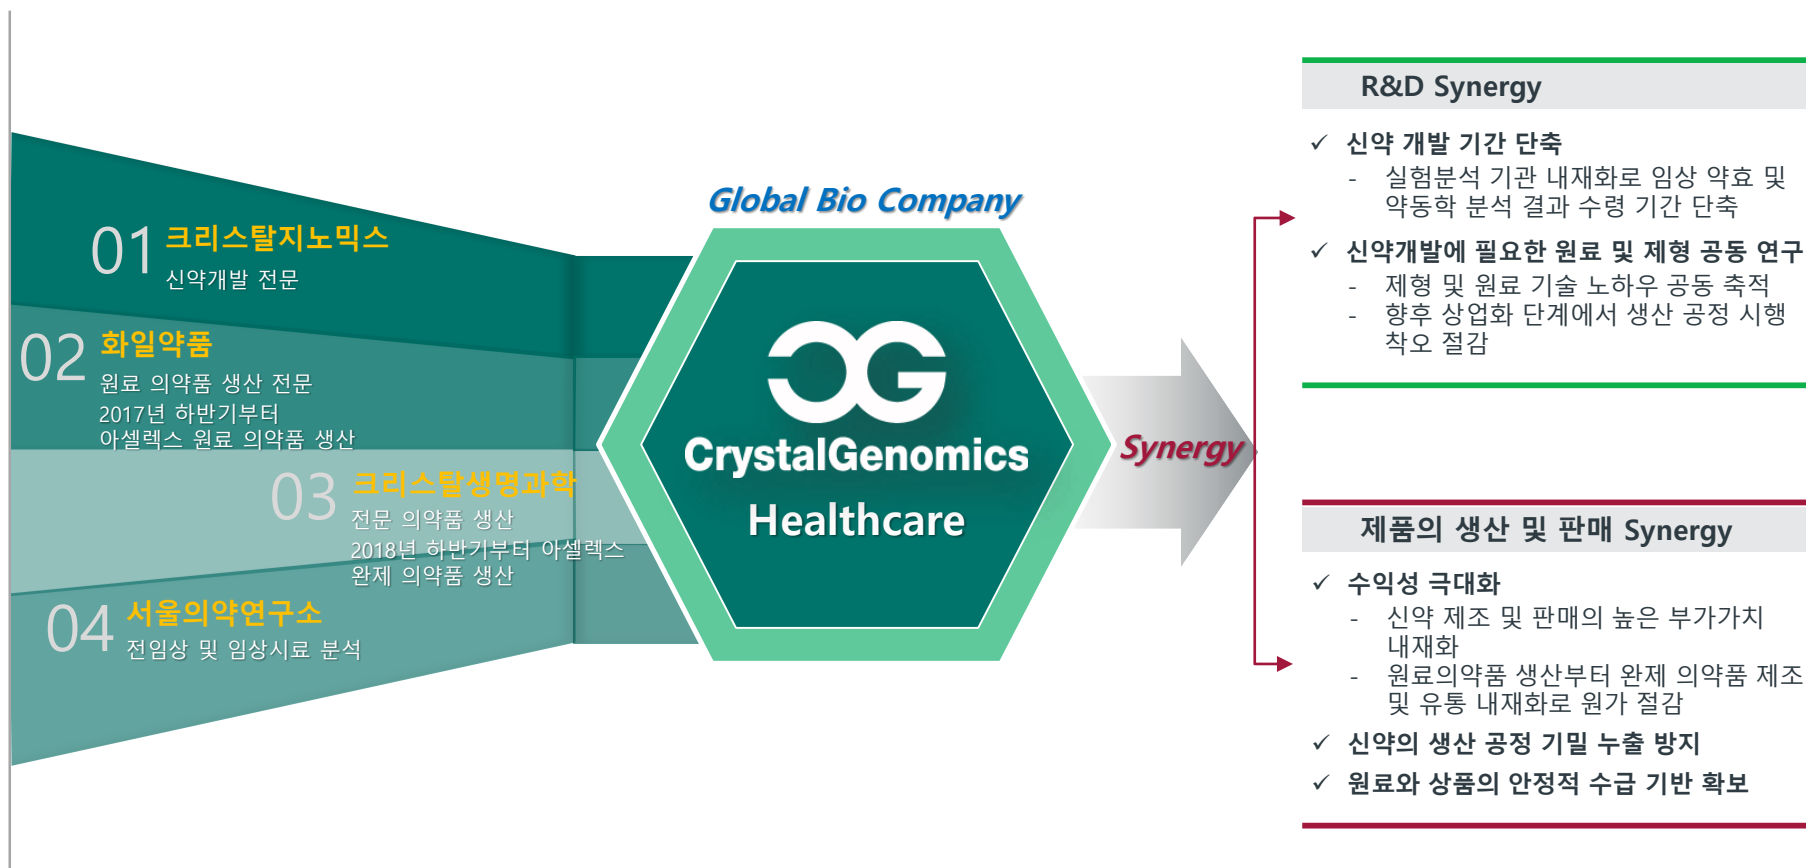 01 크리스탈지노믹스
신약개발 전문
02 화일약품
원료 의약품 생산 전문
2017년 하반기부터
아셀렉스 원료 의약품 생산
03 크리스탈생명과학
전문 의약품 생산
2018년 하반기부터 아셀렉스
완제 의약품 생산
04 서울의약연구소
전임상 및 임상시료 분석
Global Bio Company
CG
CrystalGenomics
Healthcare
Synergy
R&D Synergy
✓ 신약 개발 기간 단축
- 실험분석 기관 내재화로 임상 약효 및
약동학 분석 결과 수령 기간 단축
✓ 신약개발에 필요한 원료 및 제형 공동 연구
- 제형 및 원료 기술 노하우 공동 축적
- 향후 상업화 단계에서 생산 공정 시행
착오 절감
제품의 생산 및 판매 Synergy
✓ 수익성 극대화
- 신약 제조 및 판매의 높은 부가가치
내재화
- 원료의약품 생산부터 완제 의약품 제조
및 유통 내재화로 원가 절감
✓ 신약의 생산 공정 기밀 누출 방지
✓ 원료와 상품의 안정적 수급 기반 확보